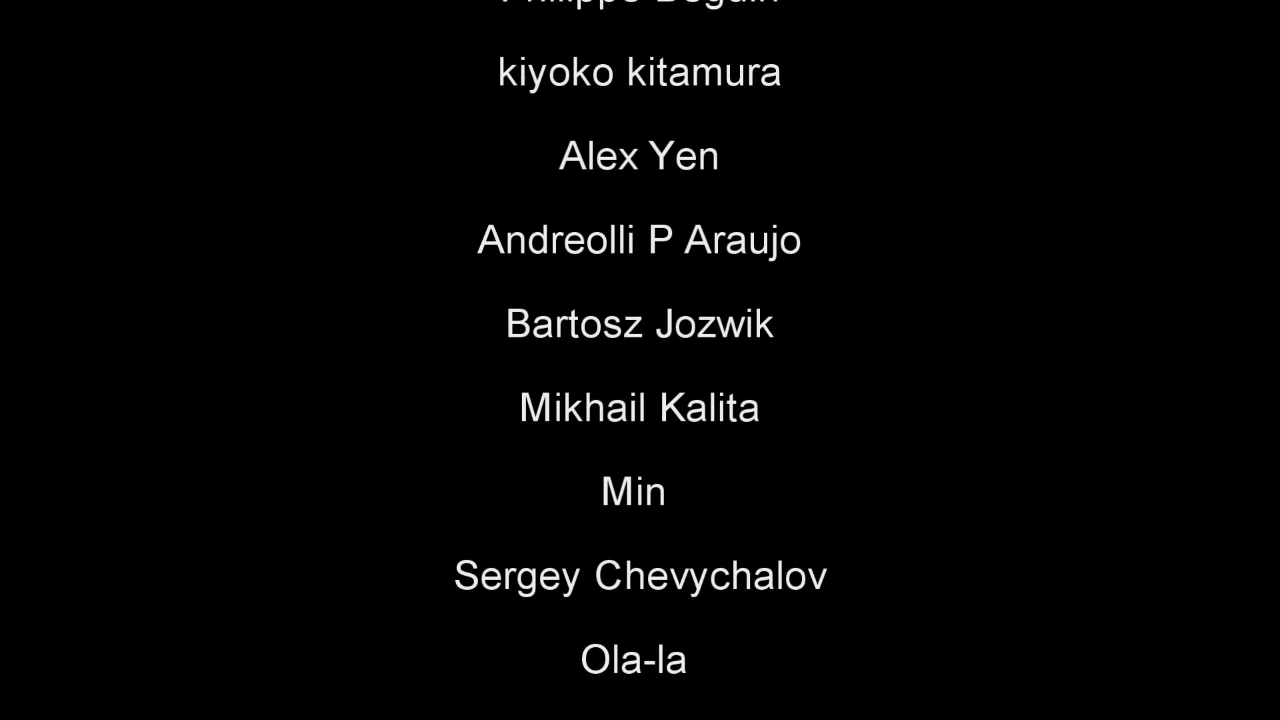 kiyoko kitamura
Alex Yen
Andreolli P Araujo
Bartosz Jozwik
Mikhail Kalita
Min
Sergey Chevychalov
Ola-la